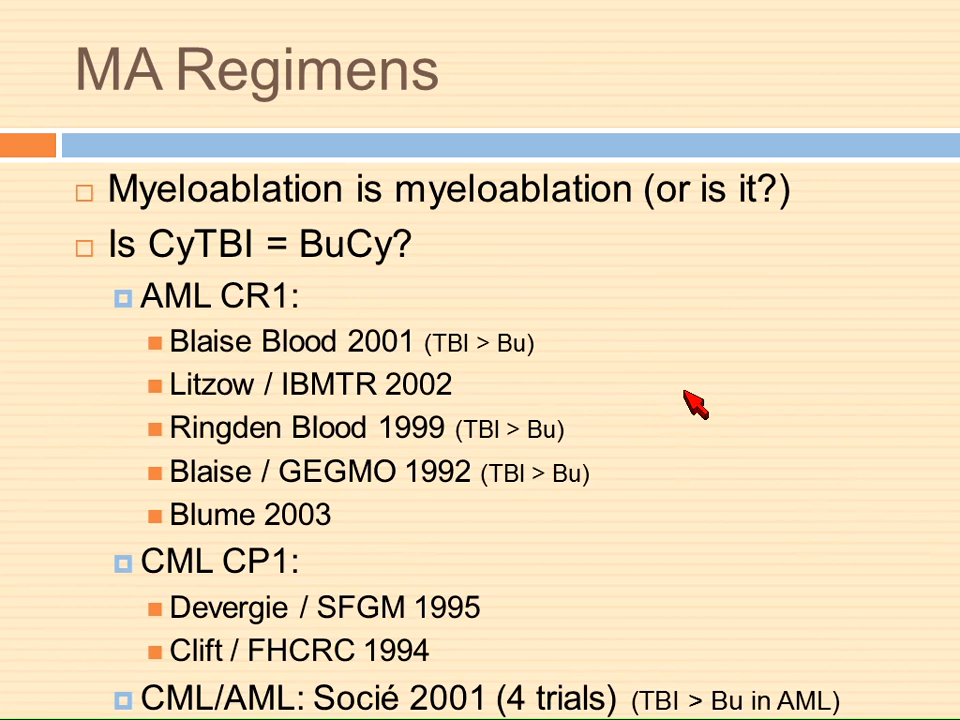 MA Regimens
Myeloablation is myeloablation (or is it?)
Is CyTBI = BuCy?
AML CR1:
Blaise Blood 2001 (TBI > Bu)
Litzow / IBMTR 2002
Ringden Blood 1999 (TBI > Bu)
Blaise / GEGMO 1992 (TBI > Bu)
Blume 2003
CML CP1:
Devergie / SFGM 1995
Clift / FHCRC 1994
CML/AML: Socié 2001 (4 trials) (TBI > Bu in AML)